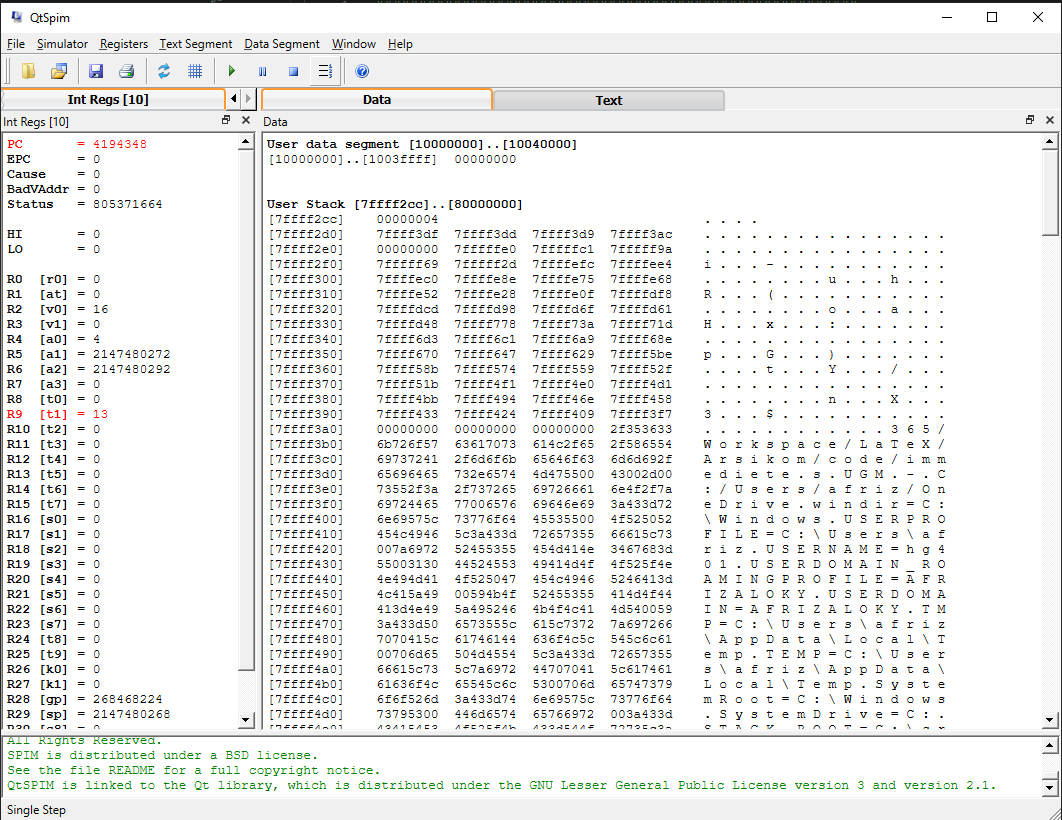 QtSpim
File Simulator Registers Text Segment Data Segment Window Help
Int Regs [10]
Data Text
Int Regs [10]
Data
PC = 4194348
EPC = 0
Cause = 0
BadVAddr = 0
Status = 805371664
HI = 0
LO = 0
R0 [r0] = 0
R1 [at] = 0
R2 [v0] = 16
R3 [v1] = 0
R4 [a0] = 4
R5 [a1] = 2147480272
R6 [a2] = 2147480292
R7 [a3] = 0
R8 [t0] = 0
R9 [t1] = 13
R10 [t2] = 0
R11 [t3] = 0
R12 [t4] = 0
R13 [t5] = 0
R14 [t6] = 0
R15 [t7] = 0
R16 [s0] = 0
R17 [s1] = 0
R18 [s2] = 0
R19 [s3] = 0
R20 [s4] = 0
R21 [s5] = 0
R22 [s6] = 0
R23 [s7] = 0
R24 [t8] = 0
R25 [t9] = 0
R26 [k0] = 0
R27 [k1] = 0
R28 [gp] = 268468224
R29 [sp] = 2147480268
User data segment [10000000]..[10040000]
[10000000]..[1003ffff] 00000000
User Stack [7ffff2cc]..[80000000]
[7ffff2cc] 00000004 . . . .
[7ffff2d0] 7ffff3df 7ffff3dd 7ffff3d9 7ffff3ac . . . . . . . . . . . . . . . .
[7ffff2e0] 00000000 7fffffe0 7fffffc1 7fffff9a . . . . . . . . . . . . . . . .
[7ffff2f0] 7fffff69 7fffff2d 7ffffefc 7ffffee4 i . . . - . . . . . . . . . . .
[7ffff300] 7ffffec0 7ffffe8e 7ffffe75 7ffffe68 . . . . . . . . u . . . h . . .
[7ffff310] 7ffffe52 7ffffe28 7ffffe0f 7ffffdf8 R . . . ( . . . . . . . . . . .
[7ffff320] 7ffffdcd 7ffffd98 7ffffd6f 7ffffd61 . . . . . . . . o . . . a . . .
[7ffff330] 7ffffd48 7ffff778 7ffff73a 7ffff71d H . . . x . . . : . . . . . . .
[7ffff340] 7ffff6d3 7ffff6c1 7ffff6a9 7ffff68e . . . . . . . . . . . . . . . .
[7ffff350] 7ffff670 7ffff647 7ffff629 7ffff5be p . . . G . . . ) . . . . . . .
[7ffff360] 7ffff58b 7ffff574 7ffff559 7ffff52f . . . . t . . . Y . . . / . . .
[7ffff370] 7ffff51b 7ffff4f1 7ffff4e0 7ffff4d1 . . . . . . . . . . . . . . . .
[7ffff380] 7ffff4bb 7ffff494 7ffff46e 7ffff458 . . . . . . . . n . . . X . . .
[7ffff390] 7ffff433 7ffff424 7ffff409 7ffff3f7 3 . . . $ . . . . . . . . . . .
[7ffff3a0] 00000000 00000000 00000000 2f353633 . . . . . . . . . . . . 3 6 5 /
[7ffff3b0] 6b726f57 63617073 614c2f65 2f586554 W o r k s p a c e / L a T e X /
[7ffff3c0] 69737241 2f6d6f6b 65646f63 6d6d692f A r s i k o m / c o d e / i m m
[7ffff3d0] 65696465 732e6574 4d475500 43002d00 e d i e t e . s . U G M . - . C
[7ffff3e0] 73552f3a 2f737265 69726661 6e4f2f7a : / U s e r s / a f r i z / O n
[7ffff3f0] 69724465 77006576 69646e69 3a433d72 e D r i v e . w i n d i r = C :
[7ffff400] 6e69575c 73776f64 45535500 4f525052 \ W i n d o w s . U S E R P R O
[7ffff410] 454c4946 5c3a433d 72657355 66615c73 F I L E = C : \ U s e r s \ a f
[7ffff420] 007a6972 52455355 454d414e 3467683d r i z . U S E R N A M E = h g 4
[7ffff430] 55003130 44524553 49414d4f 4f525f4e 0 1 . U S E R D O M A I N _ R O
[7ffff440] 4e494d41 4f525047 454c4946 5246413d A M I N G P R O F I L E = A F R
[7ffff450] 4c415a49 00594b4f 52455355 414d4f44 I Z A L O K Y . U S E R D O M A
[7ffff460] 413d4e49 5a495246 4b4f4c41 4d540059 I N = A F R I Z A L O K Y . T M
[7ffff470] 3a433d50 6573555c 615c7372 7a697266 P = C : \ U s e r s \ a f r i z
[7ffff480] 7070415c 61746144 636f4c5c 545c6c61 \ A p p D a t a \ L o c a l \ T
[7ffff490] 00706d65 504d4554 5c3a433d 72657355 e m p . T E M P = C : \ U s e r
[7ffff4a0] 66615c73 5c7a6972 44707041 5c617461 s \ a f r i z \ A p p D a t a \
[7ffff4b0] 61636f4c 65545c6c 5300706d 65747379 L o c a l \ T e m p . S y s t e
[7ffff4c0] 6f6f526d 3a433d74 6e69575c 73776f64 m R o o t = C : \ W i n d o w s
[7ffff4d0] 73795300 446d6574 65766972 003a433d . S y s t e m D r i v e = C : .
All Rights Reserved.
SPIM is distributed under a BSD license.
See the file README for a full copyright notice.
QtSPIM is linked to the Qt library, which is distributed under the GNU Lesser General Public License version 3 and version 2.1.
Single Step